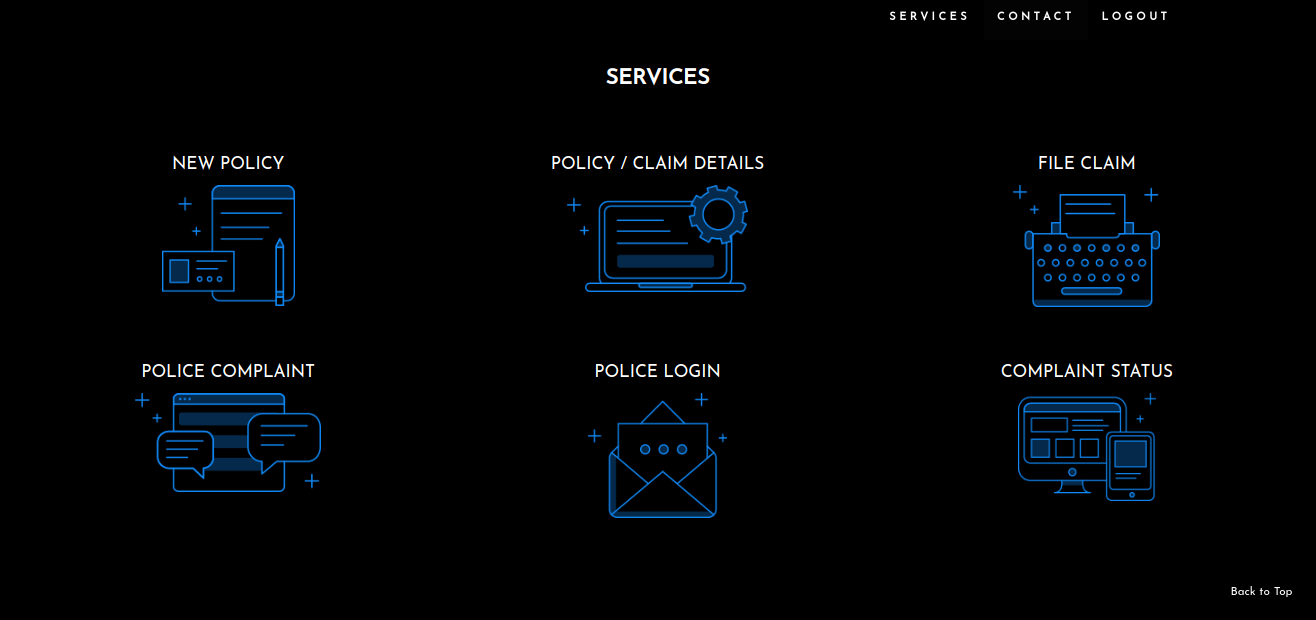 SERVICES CONTACT LOGOUT
SERVICES
NEW POLICY
POLICY / CLAIM DETAILS
FILE CLAIM
POLICE COMPLAINT
POLICE LOGIN
COMPLAINT STATUS
Back to Top